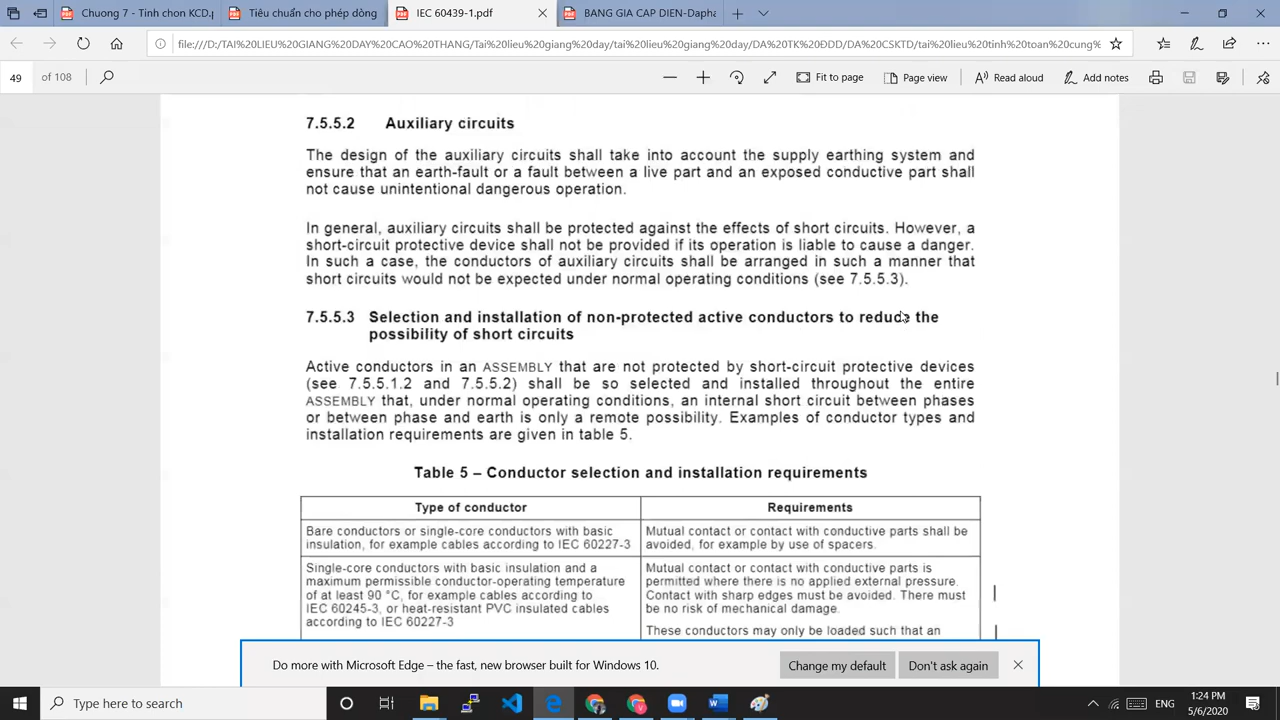 Chuong 7 - Tinh chon KCD,
Tiêu chuẩn cho phép dòng
IEC 60439-1.pdf
BANG GIA CAP DIEN-Dapha
file:///D:/TAI%20LIEU%20GIANG%20DAY%20CAO%20THANG/Tai%20lieu%20giang%20day/tai%20lieu%20giang%20day/DA%20TK%20ĐDD/DA%20CSKTD/tai%20lieu%20tinh%20toan%20cung%
49 of 108
Fit to page
Page view
Read aloud
Add notes
7.5.5.2 Auxiliary circuits
The design of the auxiliary circuits shall take into account the supply earthing system and
ensure that an earth-fault or a fault between a live part and an exposed conductive part shall
not cause unintentional dangerous operation.
In general, auxiliary circuits shall be protected against the effects of short circuits. However, a
short-circuit protective device shall not be provided if its operation is liable to cause a danger.
In such a case, the conductors of auxiliary circuits shall be arranged in such a manner that
short circuits would not be expected under normal operating conditions (see 7.5.5.3).
7.5.5.3 Selection and installation of non-protected active conductors to reduce the
possibility of short circuits
Active conductors in an ASSEMBLY that are not protected by short-circuit protective devices
(see 7.5.5.1.2 and 7.5.5.2) shall be so selected and installed throughout the entire
ASSEMBLY that, under normal operating conditions, an internal short circuit between phases
or between phase and earth is only a remote possibility. Examples of conductor types and
installation requirements are given in table 5.
Table 5 – Conductor selection and installation requirements
Type of conductor
Requirements
Bare conductors or single-core conductors with basic
insulation, for example cables according to IEC 60227-3
Mutual contact or contact with conductive parts shall be
avoided, for example by use of spacers.
Single-core conductors with basic insulation and a
maximum permissible conductor-operating temperature
of at least 90 °C, for example cables according to
IEC 60245-3, or heat-resistant PVC insulated cables
according to IEC 60227-3
Mutual contact or contact with conductive parts is
permitted where there is no applied external pressure.
Contact with sharp edges must be avoided. There must
be no risk of mechanical damage.
These conductors may only be loaded such that an
Do more with Microsoft Edge – the fast, new browser built for Windows 10.
Change my default
Don't ask again
Type here to search
ENG
1:24 PM
5/6/2020